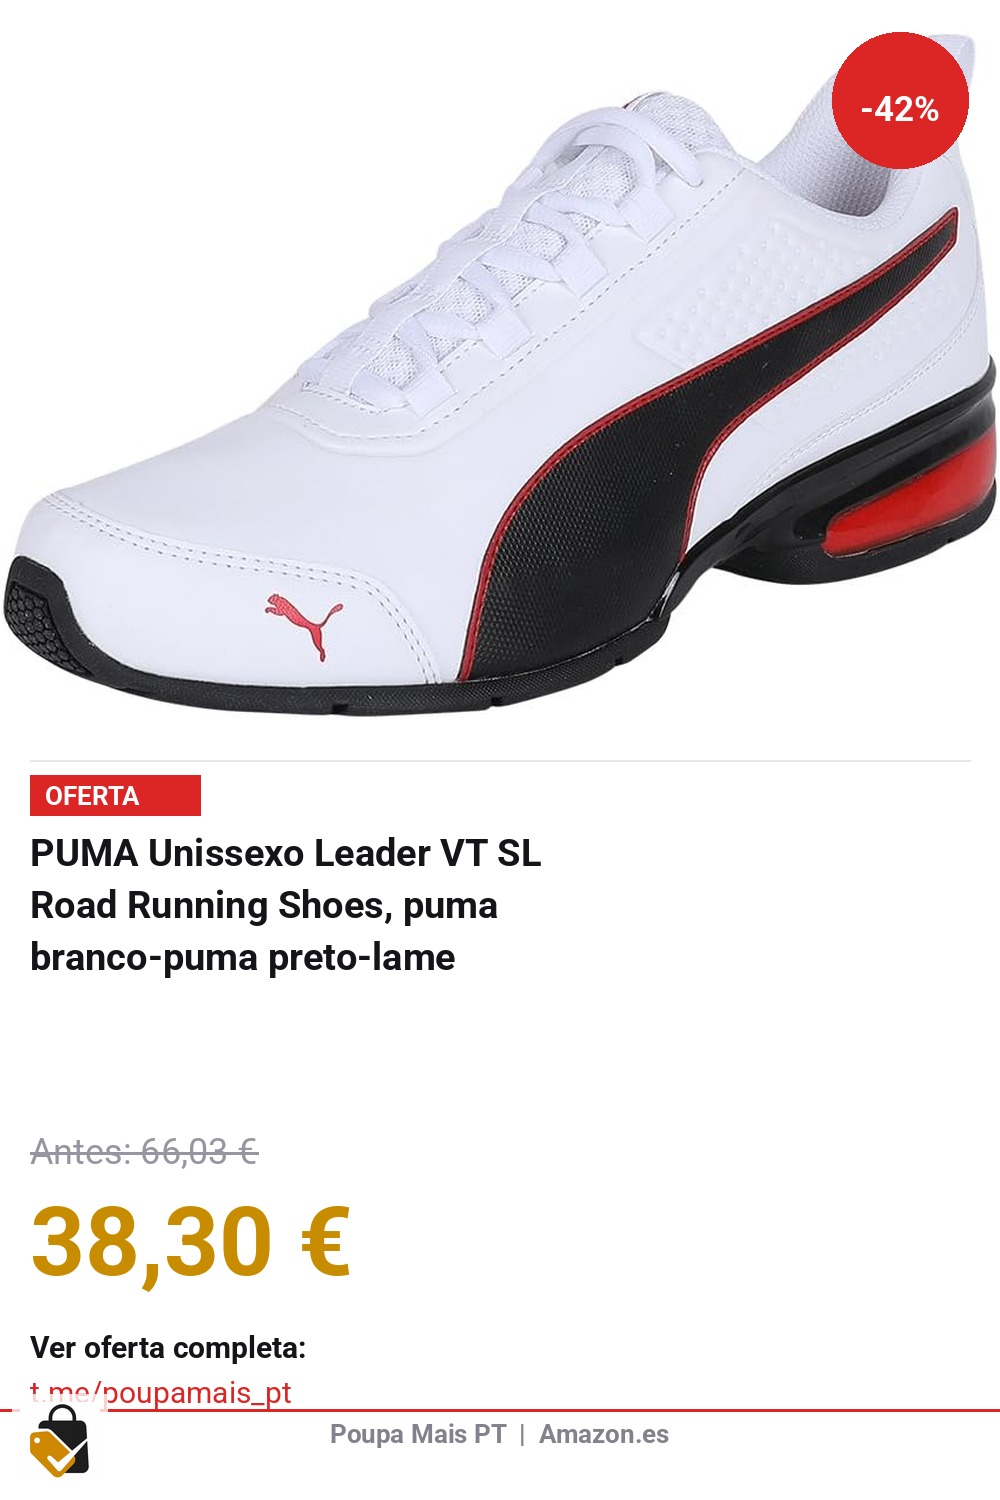 -42%
OFERTA
PUMA Unissexo Leader VT SL
Road Running Shoes, puma
branco-puma preto-lame
Antes: 66,03 €
38,30 €
Ver oferta completa:
t.me/poupamais_pt
Poupa Mais PT | Amazon.es